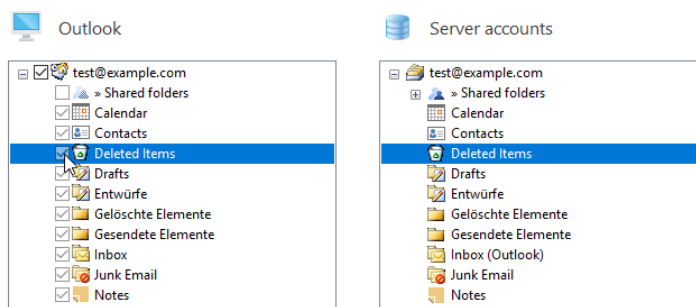 Outlook
test@example.com
» Shared folders
Calendar
Contacts
Deleted Items
Drafts
Entwürfe
Gelöschte Elemente
Gesendete Elemente
Inbox
Junk Email
Notes
Server accounts
test@example.com
» Shared folders
Calendar
Contacts
Deleted Items
Drafts
Entwürfe
Gelöschte Elemente
Gesendete Elemente
Inbox (Outlook)
Junk Email
Notes